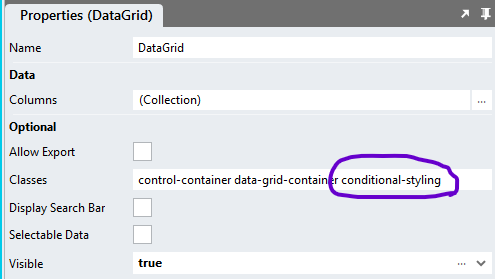 Properties (DataGrid)
Name DataGrid
Data
Columns (Collection) ...
Optional
Allow Export
Classes control-container data-grid-container conditional-styling
Display Search Bar
Selectable Data
Visible true ...